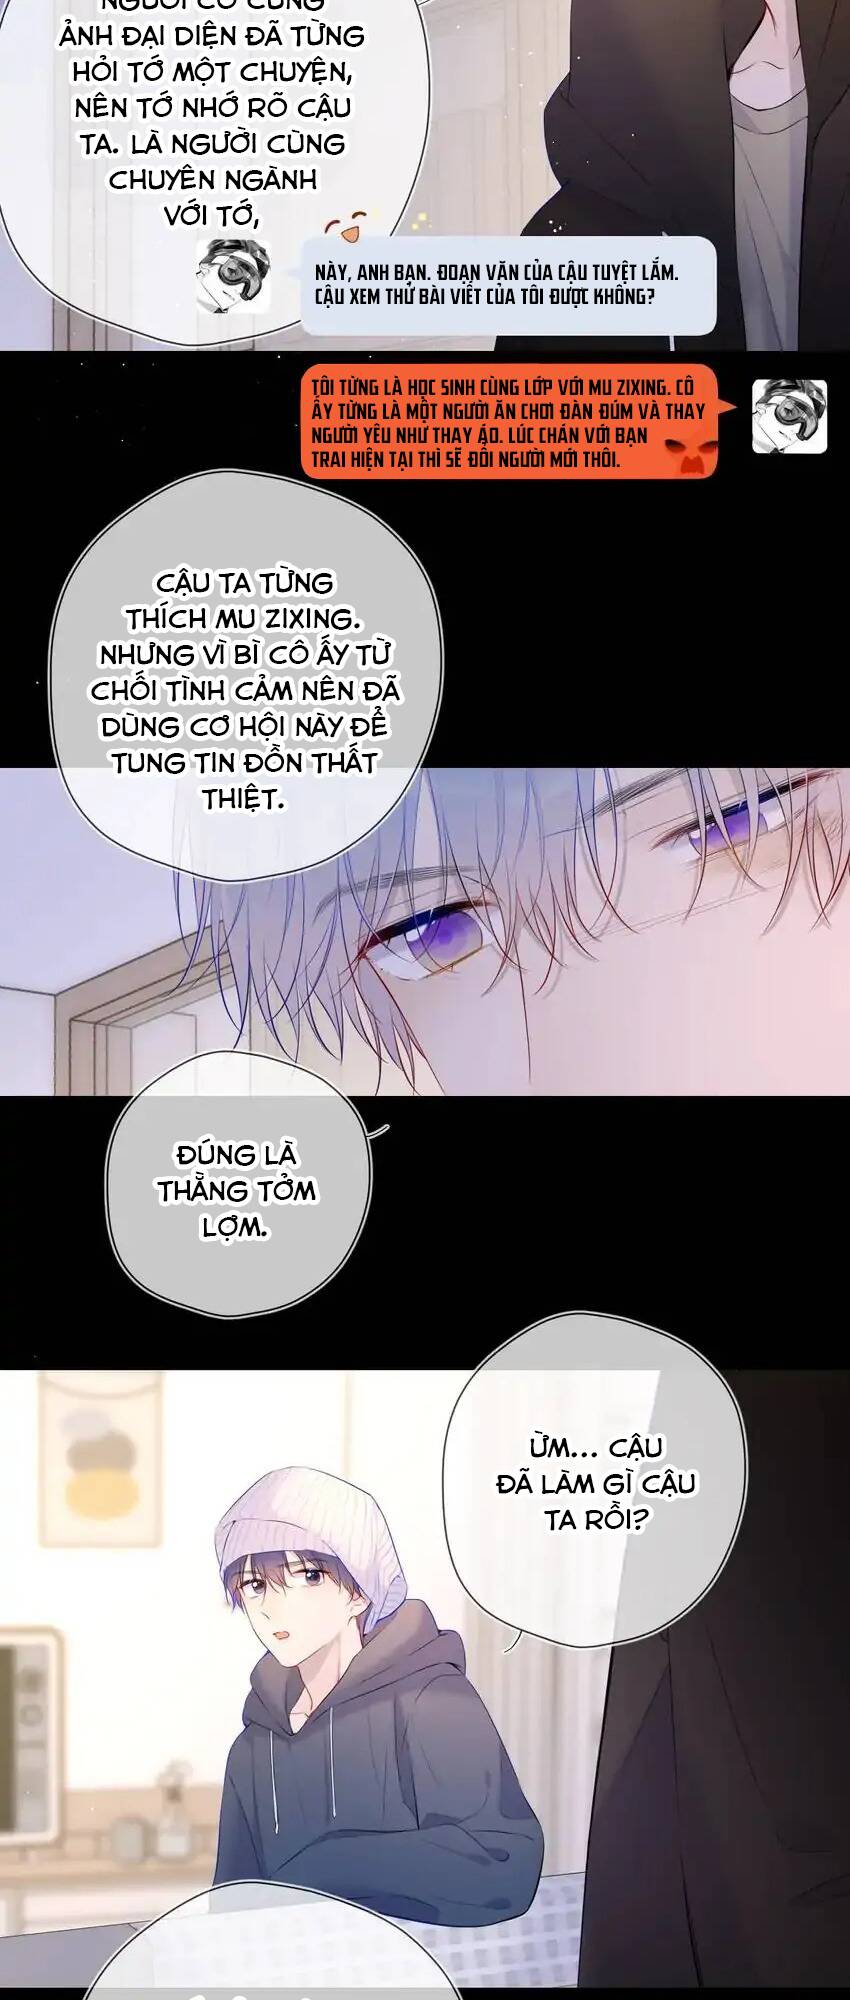 NGƯỜI CÓ CÙNG
ẢNH ĐẠI DIỆN ĐÃ TỪNG
HỎI TỚ MỘT CHUYỆN,
NÊN TỚ NHỚ RÕ CẬU
TA. LÀ NGƯỜI CÙNG
CHUYÊN NGÀNH
VỚI TỚ,
NÀY, ANH BẠN. ĐOẠN VĂN CỦA CẬU TUYỆT LẮM.
CẬU XEM THỬ BÀI VIẾT CỦA TÔI ĐƯỢC KHÔNG?
TÔI TỪNG LÀ HỌC SINH CÙNG LỚP VỚI MU ZIXING. CÔ
ẤY TỪNG LÀ MỘT NGƯỜI ĂN CHƠI ĐÀN ĐÚM VÀ THAY
NGƯỜI YÊU NHƯ THAY ÁO. LÚC CHÁN VỚI BẠN
TRAI HIỆN TẠI THÌ SẼ ĐỔI NGƯỜI MỚI THÔI.
CẬU TA TỪNG
THÍCH MU ZIXING.
NHƯNG VÌ BÌ CÔ ẤY TỪ
CHỐI TÌNH CẢM NÊN ĐÃ
DÙNG CƠ HỘI NÀY ĐỂ
TUNG TIN ĐỒN THẤT
THIỆT.
ĐÚNG LÀ
THẰNG TỞM
LỢM.
ỪM... CẬU
ĐÃ LÀM GÌ CẬU
TA RỒI?